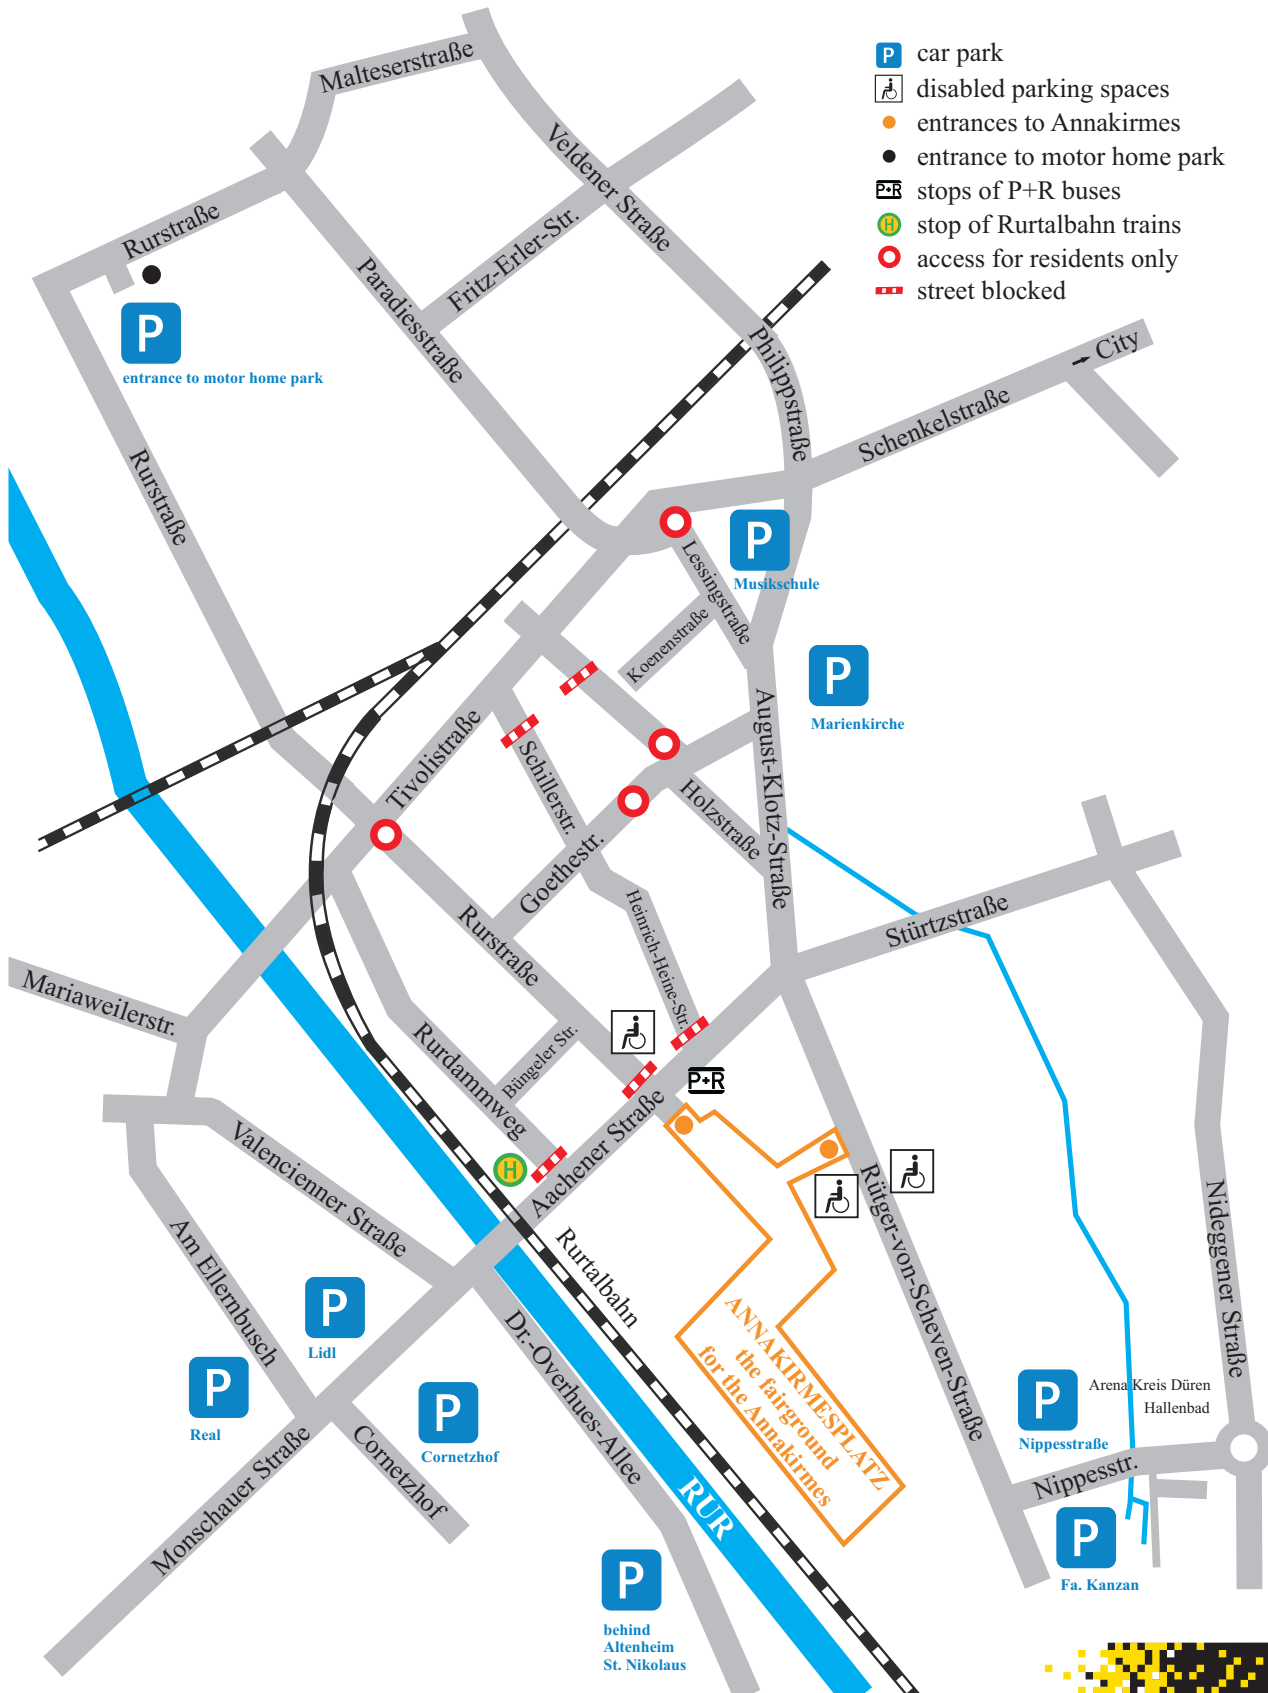 P car park
disabled parking spaces
entrances to Annakirmes
entrance to motor home park
P+R stops of P+R buses
H stop of Rurtalbahn trains
access for residents only
street blocked
Malteserstraße
Veldener Straße
Rurstraße
Fritz-Erler-Str.
Paradiesstraße
P
entrance to motor home park
Philippstraße
City
Schenkelstraße
Rurstraße
P
Musikschule
Lessingstraße
Koenenstraße
P
Marienkirche
Tivolistraße
August-Klotz-Straße
Schillerstr.
Holzstraße
Goethestr.
Heinrich-Heine-Str.
Stürtzstraße
Rurstraße
Mariaweilerstr.
Rurdammweg
Büngeler Str.
P+R
Aachener Straße
H
Valencienner Straße
Rütger-von-Scheven-Straße
Nideggener Straße
Am Ellernbusch
Rurtalbahn
P
Lidl
Dr.-Overhues-Allee
ANNAKIRMESPLATZ
the fairground
for the Annakirmes
P
Real
P
Cornetzhof
P
Nippesstraße
Arena Kreis Düren
Hallenbad
Monschauer Straße
Cornetzhof
Nippesstr.
RUR
P
Fa. Kanzan
P
behind
Altenheim
St. Nikolaus